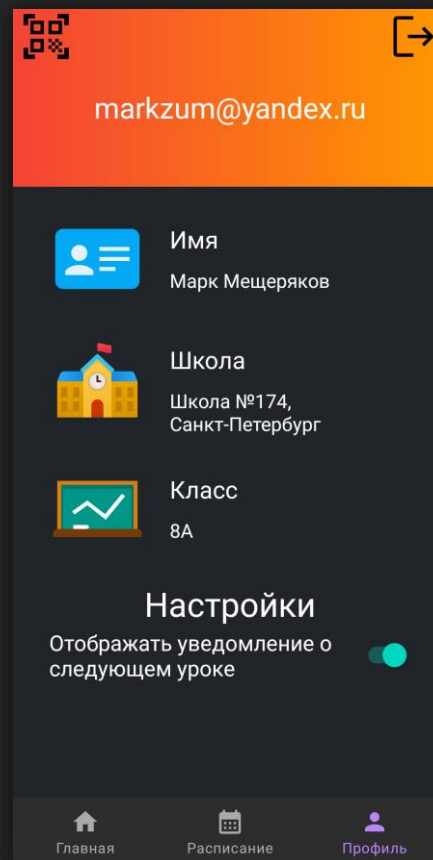 markzum@yandex.ru
Имя
Марк Мещеряков
Школа
Школа №174,
Санкт-Петербург
Класс
8А
Настройки
Отображать уведомление о
следующем уроке
Главная
Расписание
Профиль